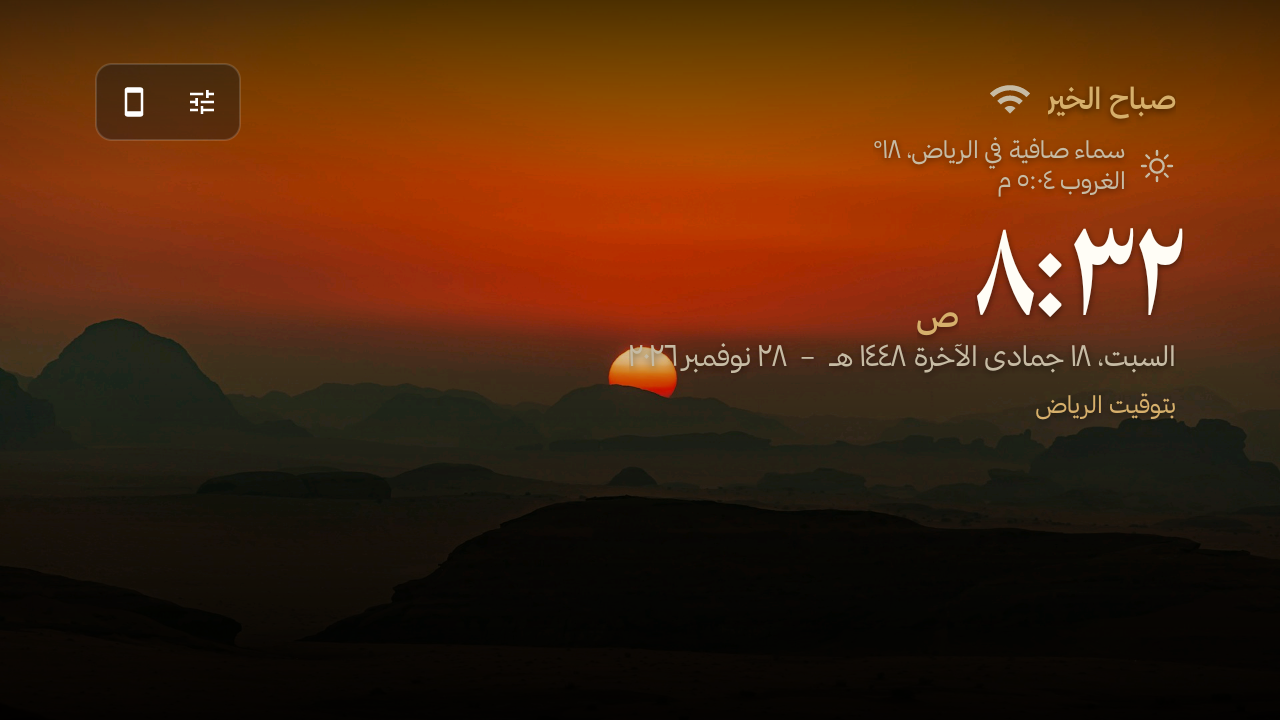 صباح الخير
سماء صافية في الرياض، ١٨°
الغروب ٥:٠٤ م
٨:٣٢ ص
السبت، ١٨ جمادى الآخرة ١٤٤٨ هـ – ٢٨ نوفمبر ٢٠٢٦
بتوقيت الرياض